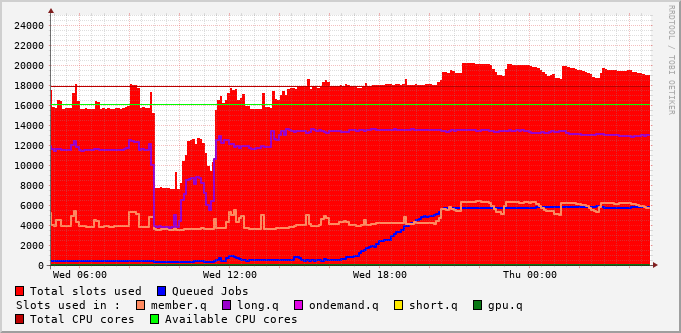 24000
22000
20000
18000
16000
14000
12000
10000
8000
6000
4000
2000
0
Wed 06:00 Wed 12:00 Wed 18:00 Thu 00:00
RRDTOOL / TOBI OETIKER
Total slots used Queued Jobs
Slots used in : member.q long.q ondemand.q short.q gpu.q
Total CPU cores Available CPU cores